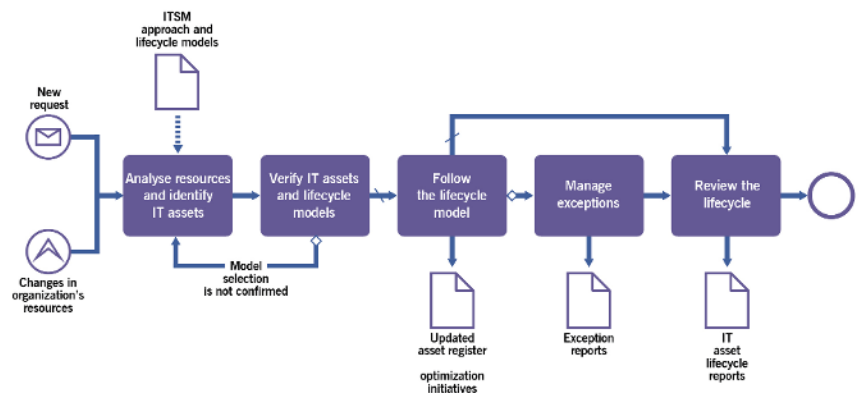 ITSM
approach and
lifecycle models
New
request
Analyse resources
and identify
IT assets
Verify IT assets
and lifecycle
models
Follow
the lifecycle
model
Manage
exceptions
Review the
lifecycle
Model
selection
is not confirmed
Changes in
organization's
resources
Updated
asset register
optimization
initiatives
Exception
reports
IT
asset
lifecycle
reports